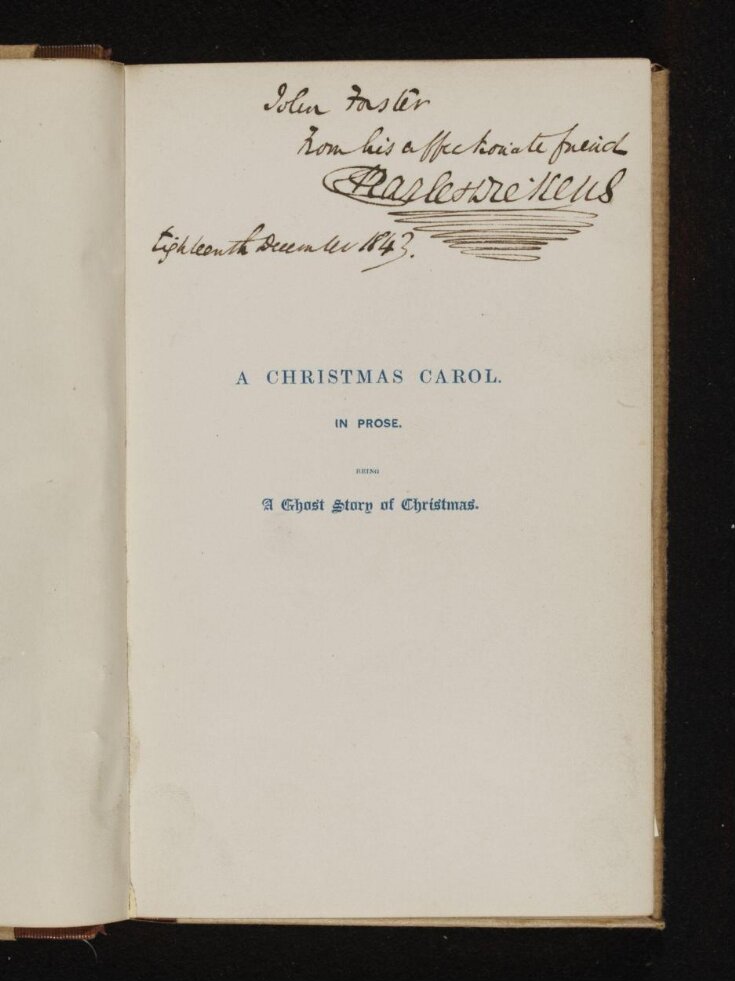 John Forster
From his affectionate friend
Charles Dickens
Eighteenth December 1843.
A CHRISTMAS CAROL.
IN PROSE.
BEING
A Ghost Story of Christmas.